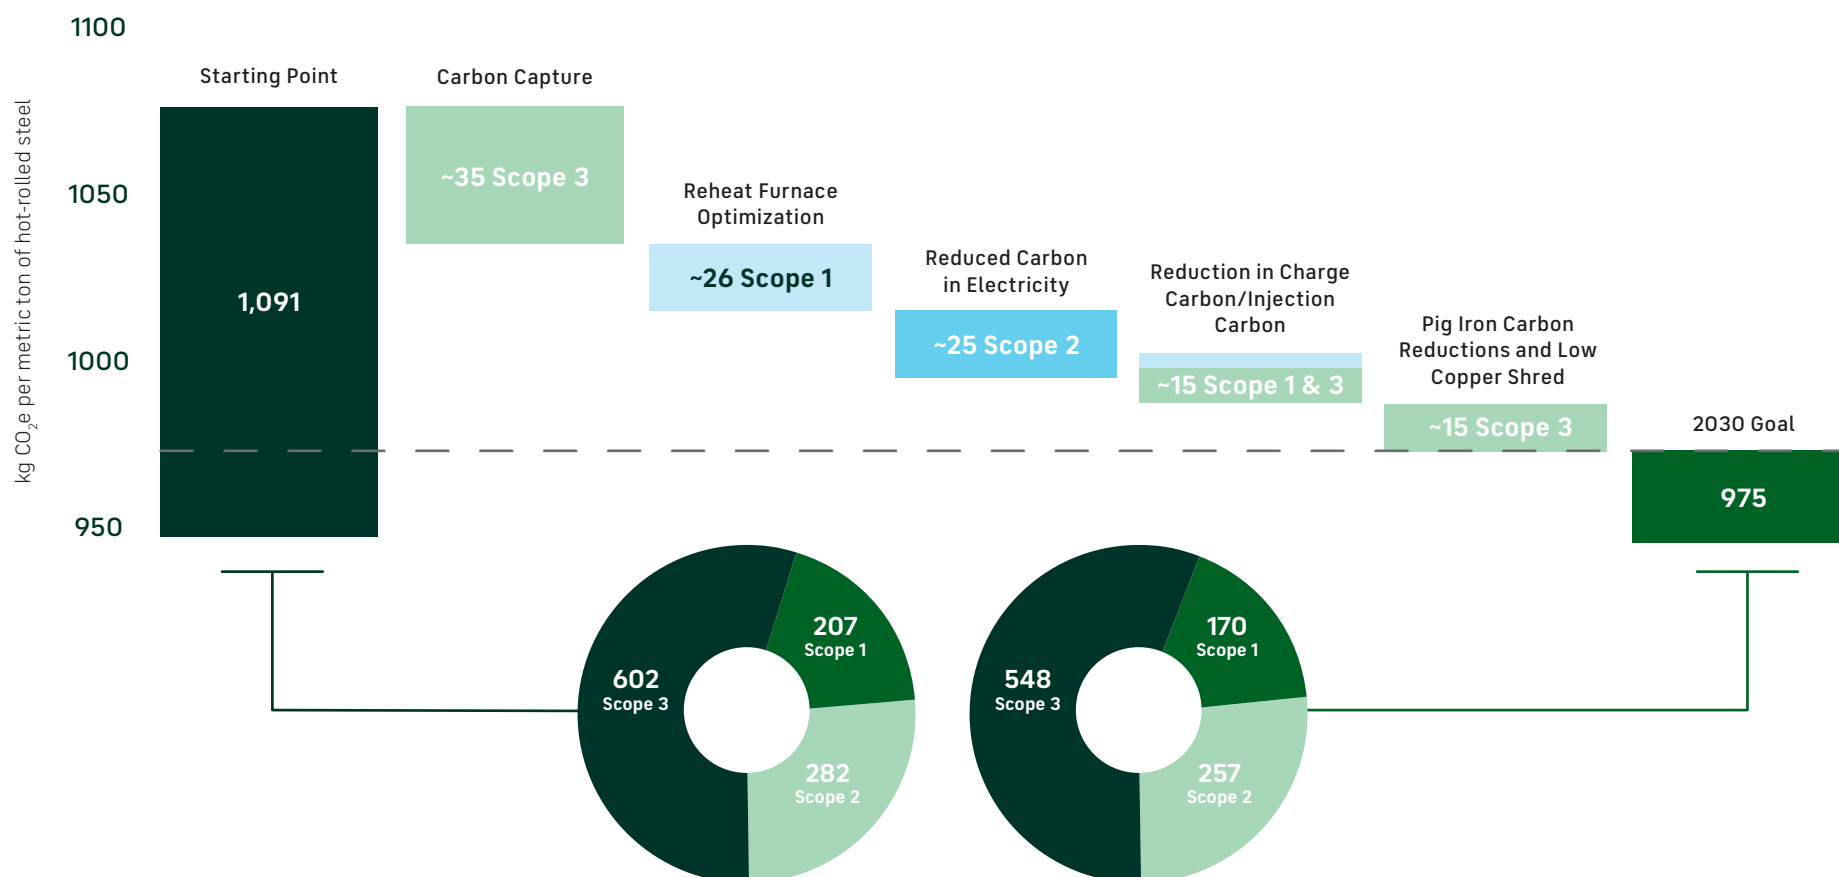 1100
1050
1000
950
kg CO₂e per metric ton of hot-rolled steel
Starting Point
1,091
Carbon Capture
~35 Scope 3
Reheat Furnace
Optimization
~26 Scope 1
Reduced Carbon
in Electricity
~25 Scope 2
Reduction in Charge
Carbon/Injection
Carbon
~15 Scope 1 & 3
Pig Iron Carbon
Reductions and Low
Copper Shred
~15 Scope 3
2030 Goal
975
207
Scope 1
602
Scope 3
282
Scope 2
170
Scope 1
548
Scope 3
257
Scope 2